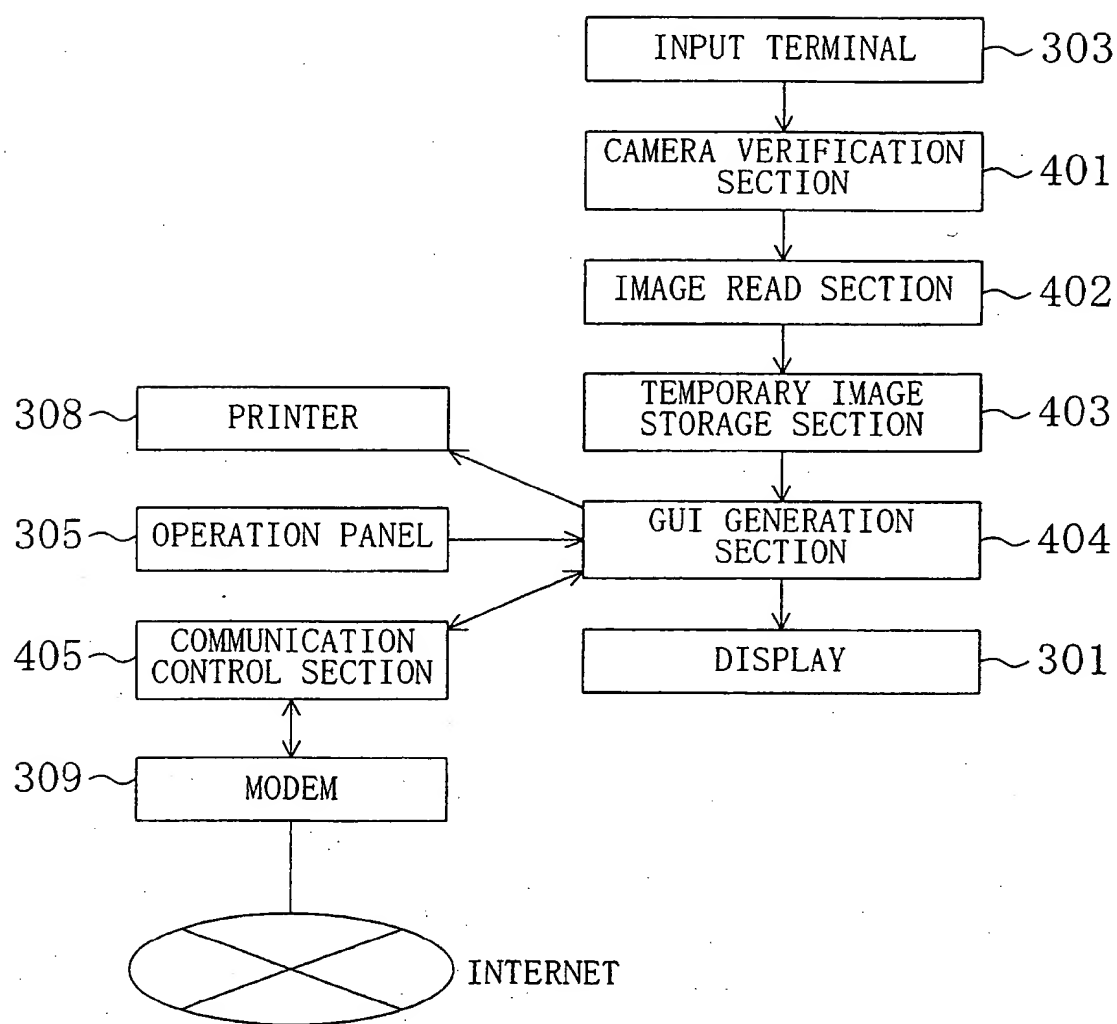 INPUT TERMINAL
303
CAMERA VERIFICATION
SECTION
401
IMAGE READ SECTION
402
TEMPORARY IMAGE
STORAGE SECTION
403
308
PRINTER
305
OPERATION PANEL
GUI GENERATION
SECTION
404
405
COMMUNICATION
CONTROL SECTION
DISPLAY
301
309
MODEM
INTERNET